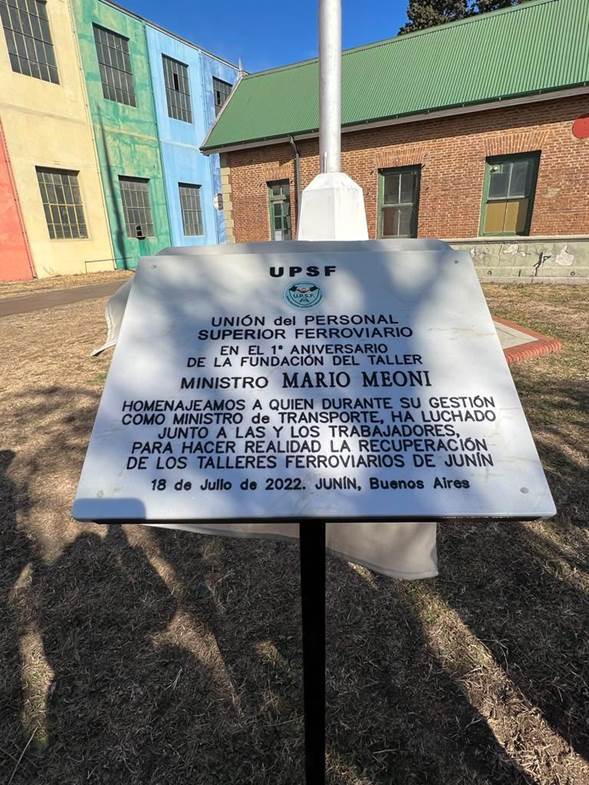 UPSF
U.P.S.F.
UNIÓN del PERSONAL
SUPERIOR FERROVIARIO
EN EL 1° ANIVERSARIO
DE LA FUNDACIÓN DEL TALLER
MINISTRO MARIO MEONI
HOMENAJEAMOS A QUIEN DURANTE SU GESTIÓN
COMO MINISTRO de TRANSPORTE, HA LUCHADO
JUNTO A LAS Y LOS TRABAJADORES,
PARA HACER REALIDAD LA RECUPERACIÓN
DE LOS TALLERES FERROVIARIOS DE JUNÍN
18 de Julio de 2022. JUNÍN, Buenos Aires